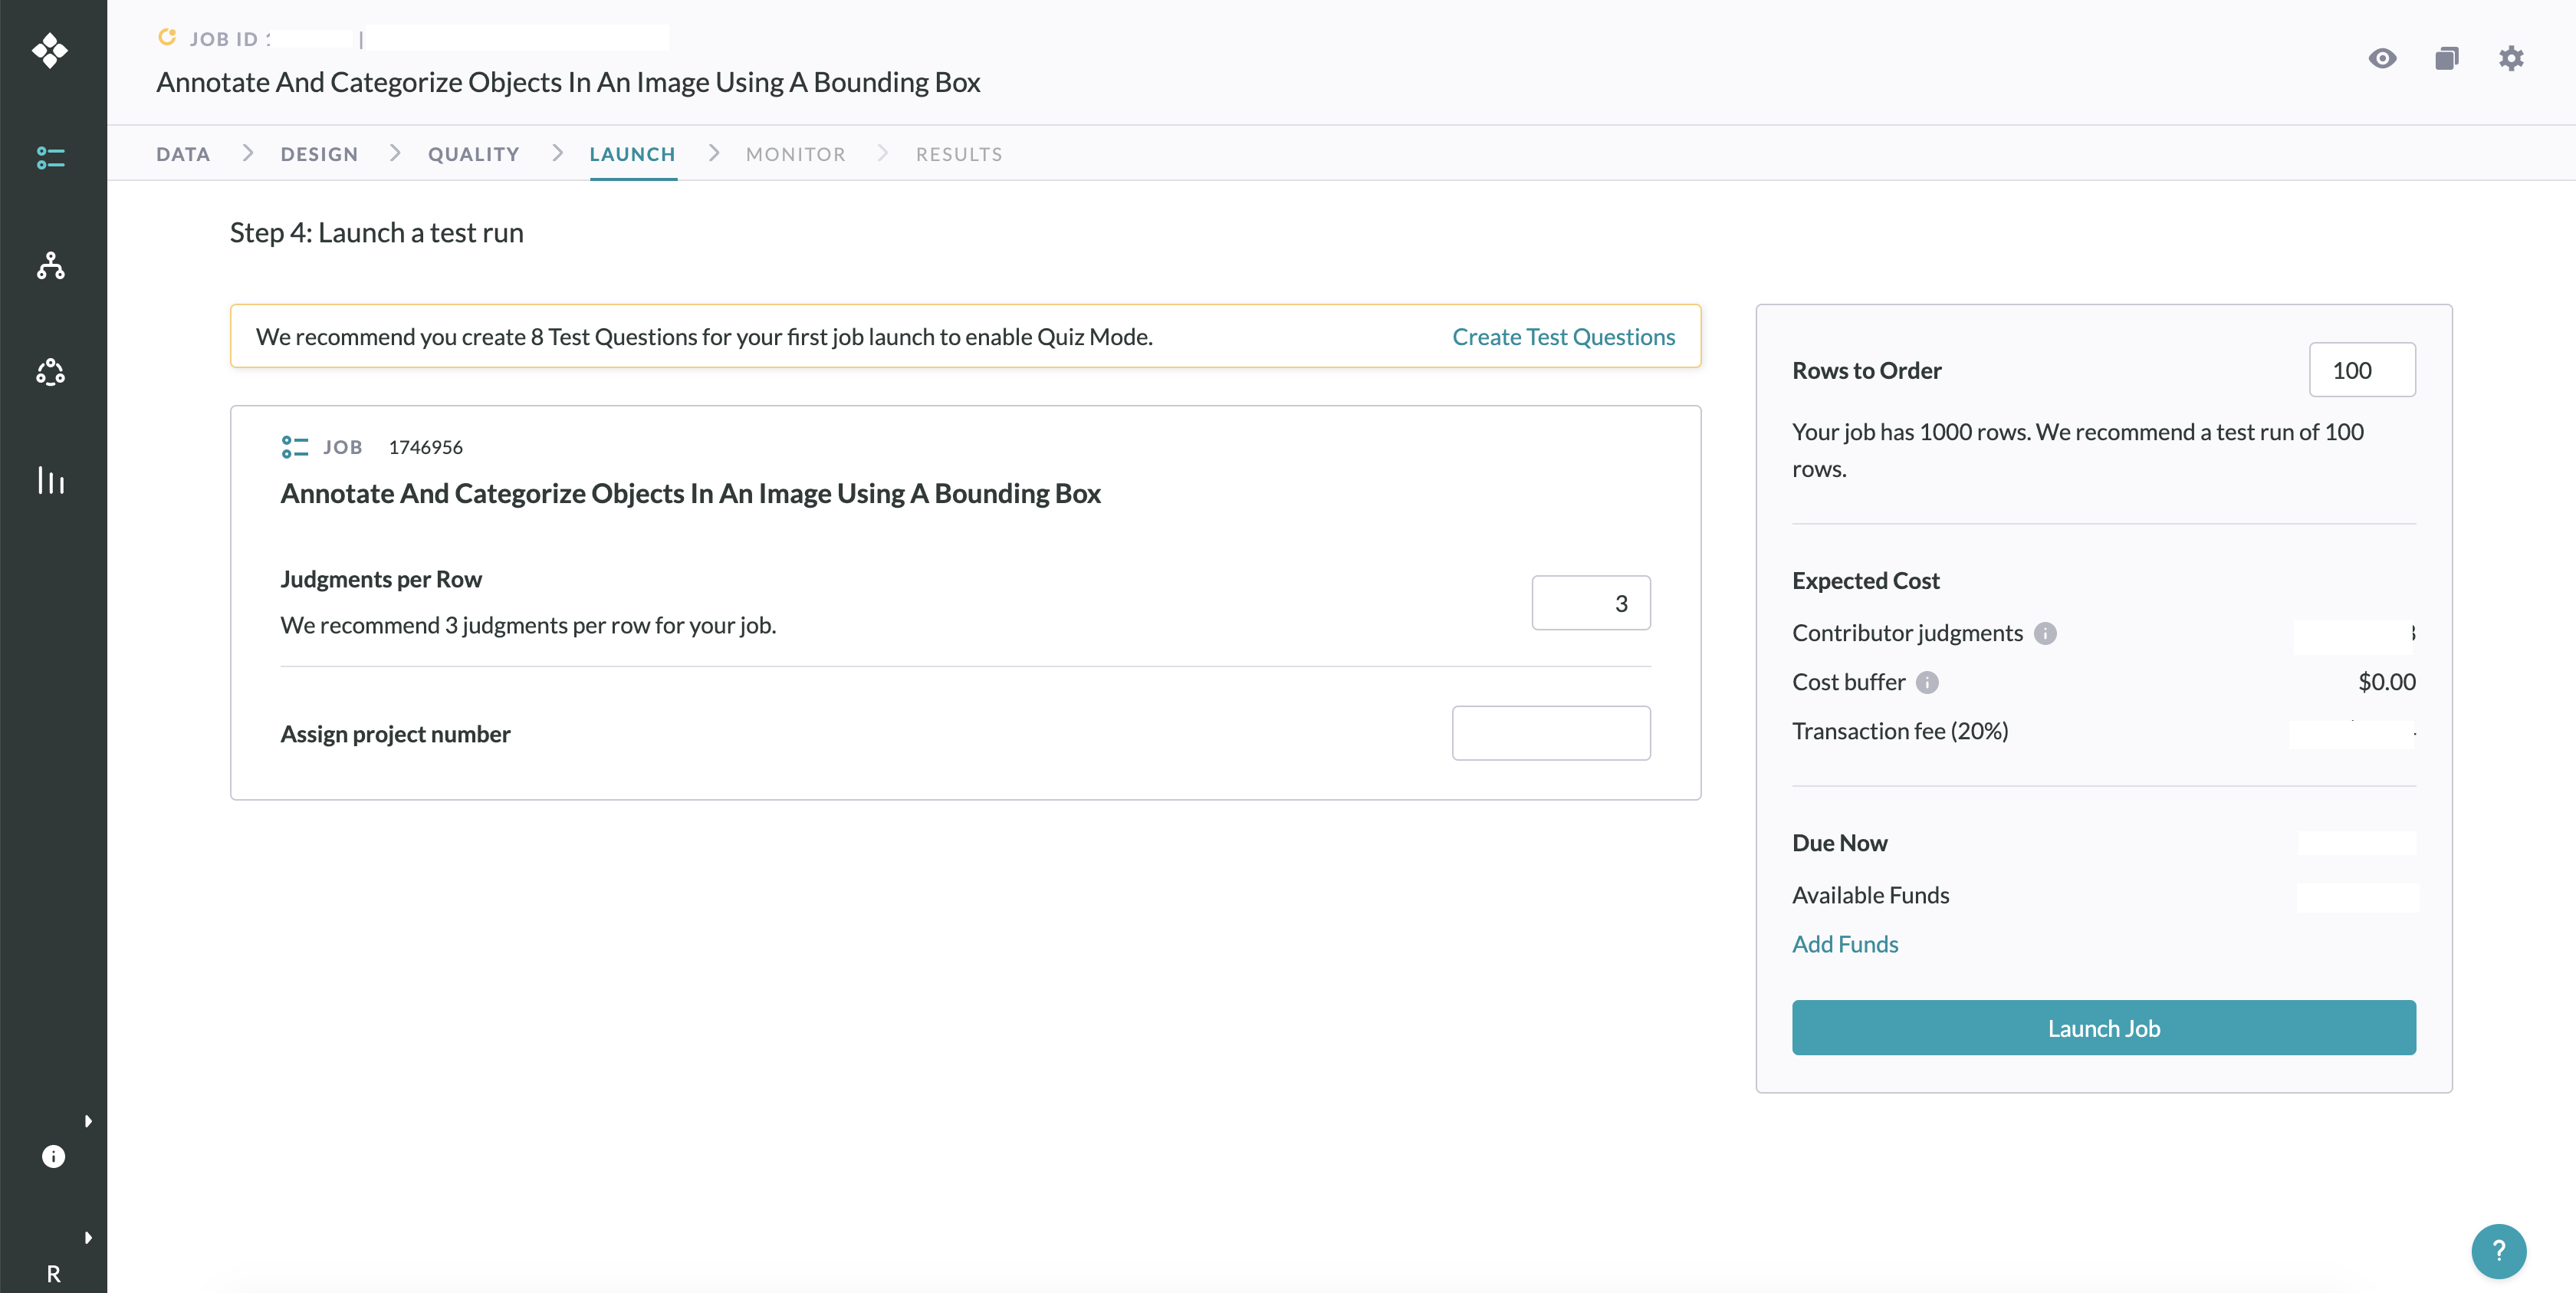 JOB ID
|
Annotate And Categorize Objects In An Image Using A Bounding Box
DATA
DESIGN
QUALITY
LAUNCH
MONITOR
RESULTS
Step 4: Launch a test run
We recommend you create 8 Test Questions for your first job launch to enable Quiz Mode.
Create Test Questions
JOB 1746956
Annotate And Categorize Objects In An Image Using A Bounding Box
Judgments per Row
We recommend 3 judgments per row for your job.
3
Assign project number
Rows to Order
100
Your job has 1000 rows. We recommend a test run of 100
rows.
Expected Cost
Contributor judgments
Cost buffer
$0.00
Transaction fee (20%)
Due Now
Available Funds
Add Funds
Launch Job
R
?